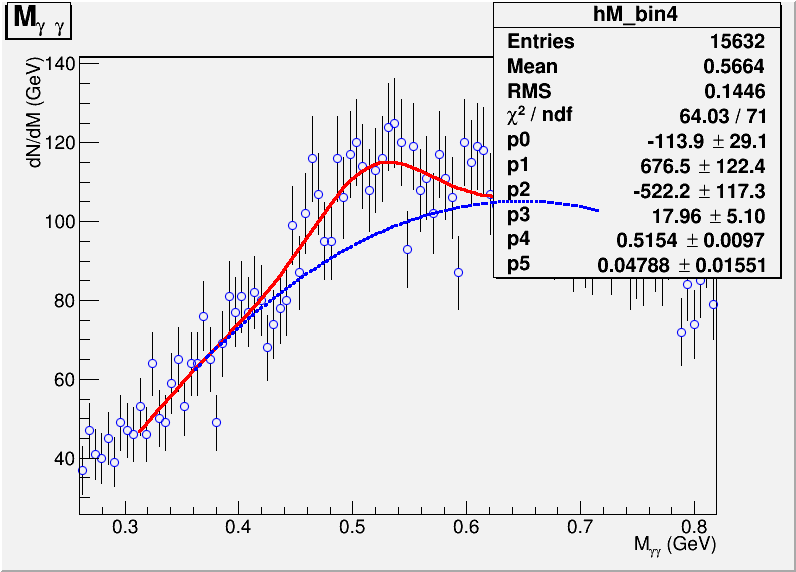 M γ γ
hM_bin4
Entries 15632
Mean 0.5664
RMS 0.1446
χ² / ndf 64.03 / 71
p0 -113.9 ± 29.1
p1 676.5 ± 122.4
p2 -522.2 ± 117.3
p3 17.96 ± 5.10
p4 0.5154 ± 0.0097
p5 0.04788 ± 0.01551
dN/dM (GeV)
140
120
100
80
60
40
0.3 0.4 0.5 0.6 0.7 0.8
Mγγ (GeV)